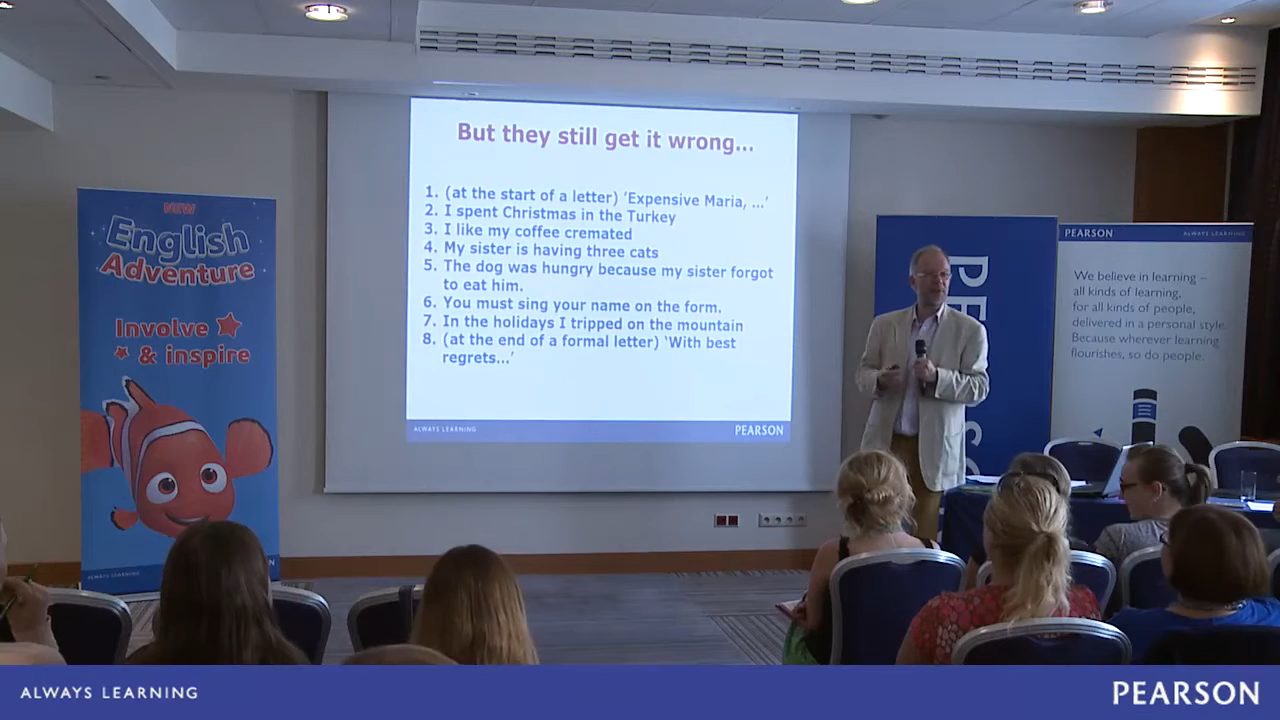 But they still get it wrong...
1. (at the start of a letter) ‘Expensive Maria, ...’
2. I spent Christmas in the Turkey
3. I like my coffee cremated
4. My sister is having three cats
5. The dog was hungry because my sister forgot
to eat him.
6. You must sing your name on the form.
7. In the holidays I tripped on the mountain
8. (at the end of a formal letter) ‘With best
regrets...’
ALWAYS LEARNING
PEARSON
NEW
English
Adventure
Involve
& inspire
ALWAYS LEARNING
PEARSON
ALWAYS LEARNING
We believe in learning –
all kinds of learning,
for all kinds of people,
delivered in a personal style.
Because wherever learning
flourishes, so do people.
ALWAYS LEARNING
PEARSON